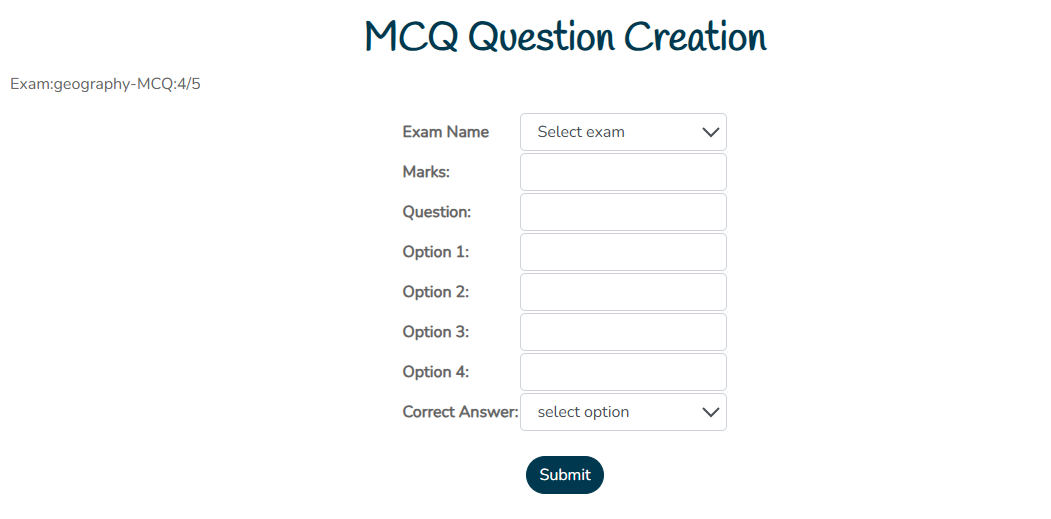 MCQ Question Creation
Exam:geography-MCQ:4/5
Exam Name Select exam
Marks:
Question:
Option 1:
Option 2:
Option 3:
Option 4:
Correct Answer: select option
Submit